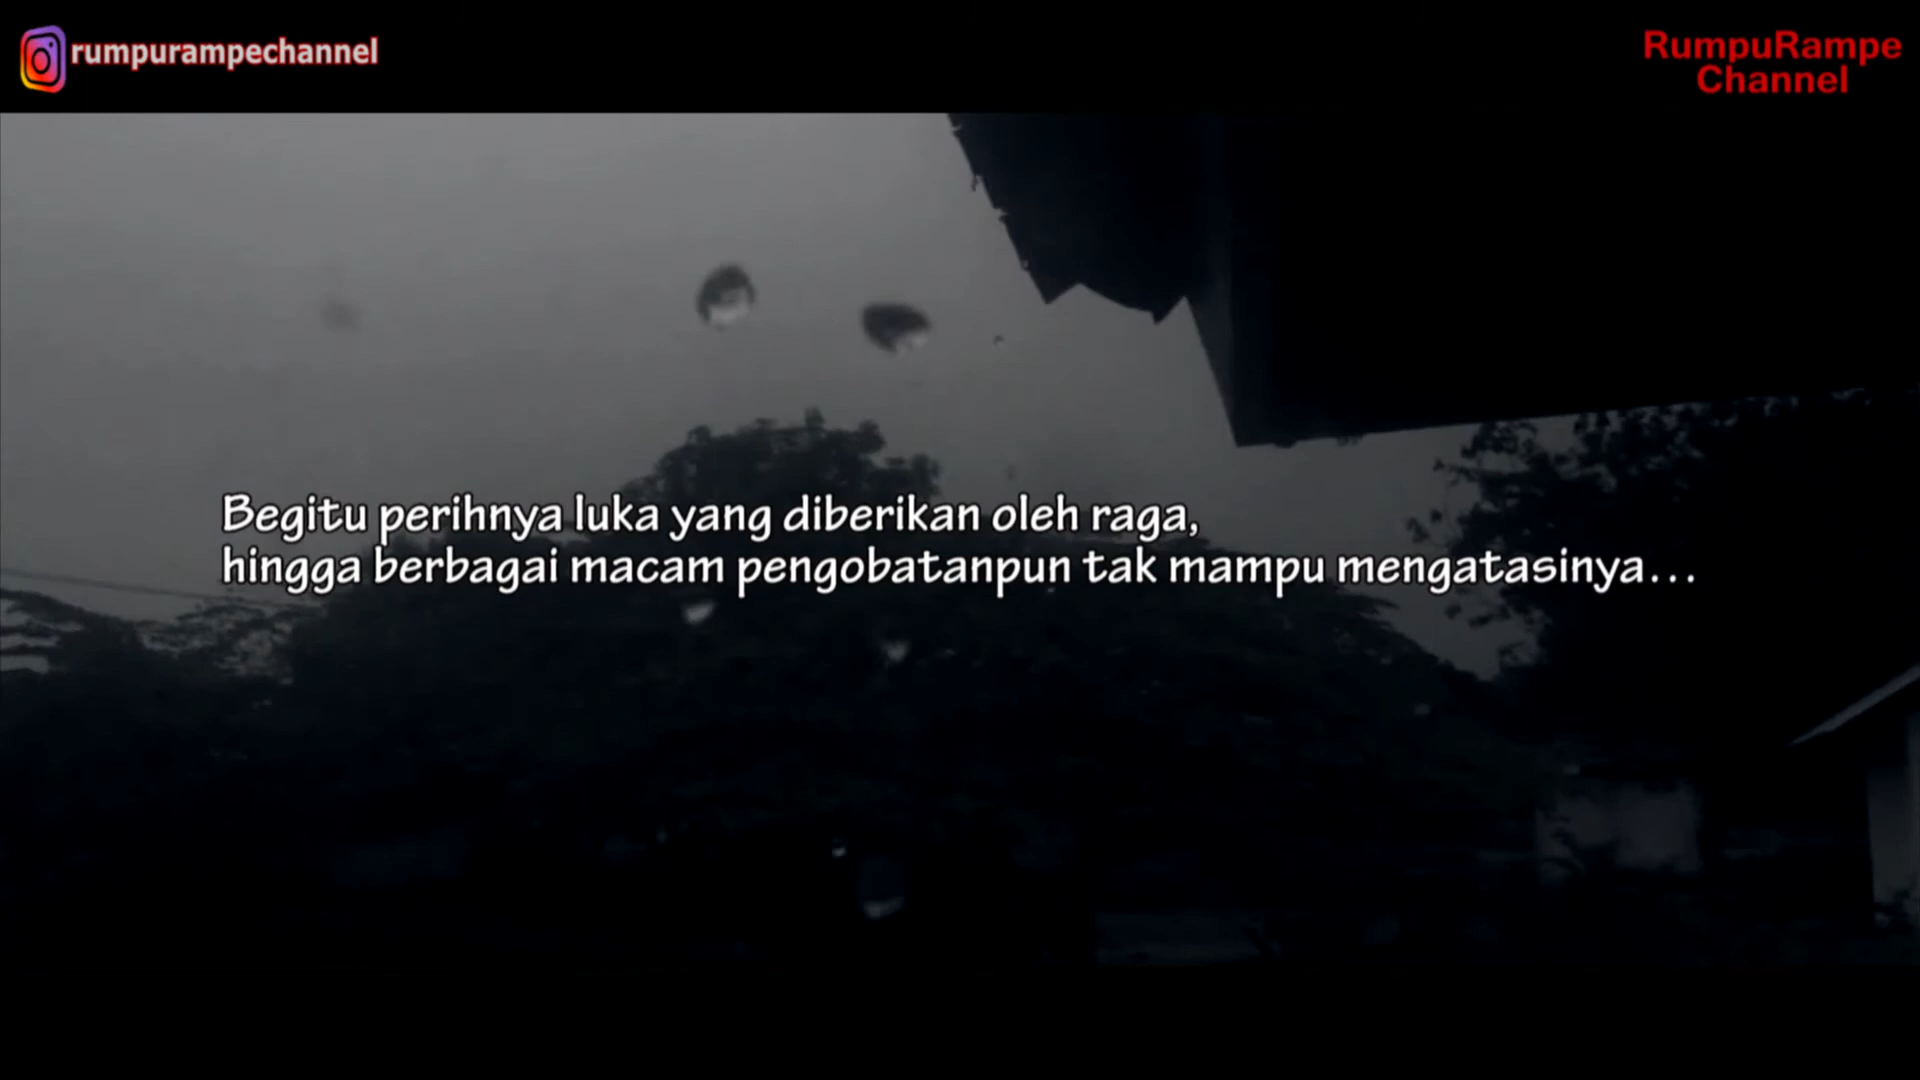 rumpurampechannel
RumpuRampe
Channel
Begitu perihnya luka yang diberikan oleh raga,
hingga berbagai macam pengobatanpun tak mampu mengatasinya...